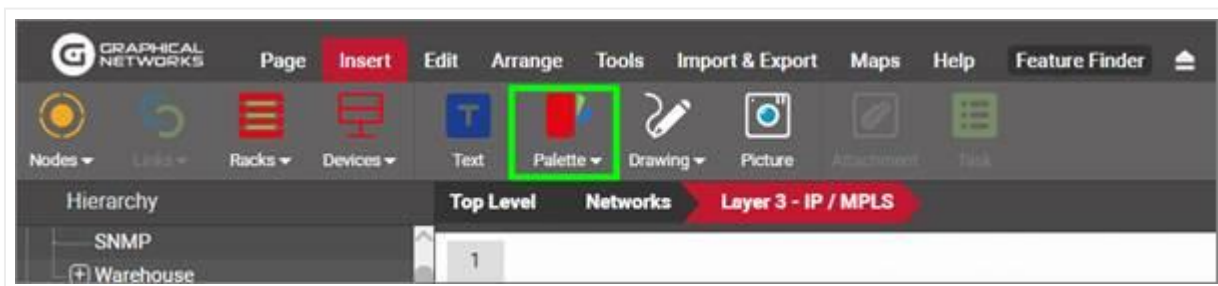 GRAPHICAL
NETWORKS
Page Insert Edit Arrange Tools Import & Export Maps Help Feature Finder
T
Nodes Links Racks Devices Text Palette Drawing Picture Attachment Task
Hierarchy
Top Level Networks Layer 3 - IP / MPLS
SNMP
1
Warehouse